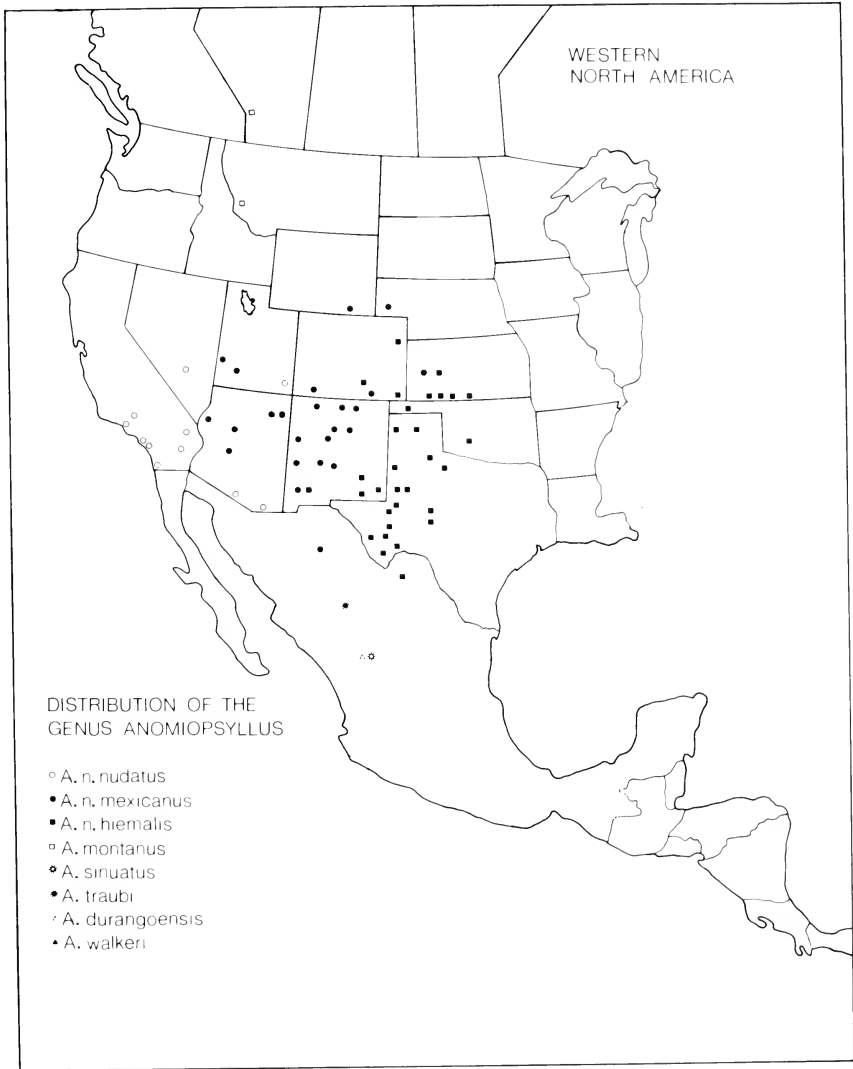 WESTERN
NORTH AMERICA
DISTRIBUTION OF THE
GENUS ANOMIOPSYLLUS
A. n. nudatus
A. n. mexicanus
A. n. hiemalis
A. montanus
A. sinuatus
A. traubi
A. durangoensis
A. walkeri